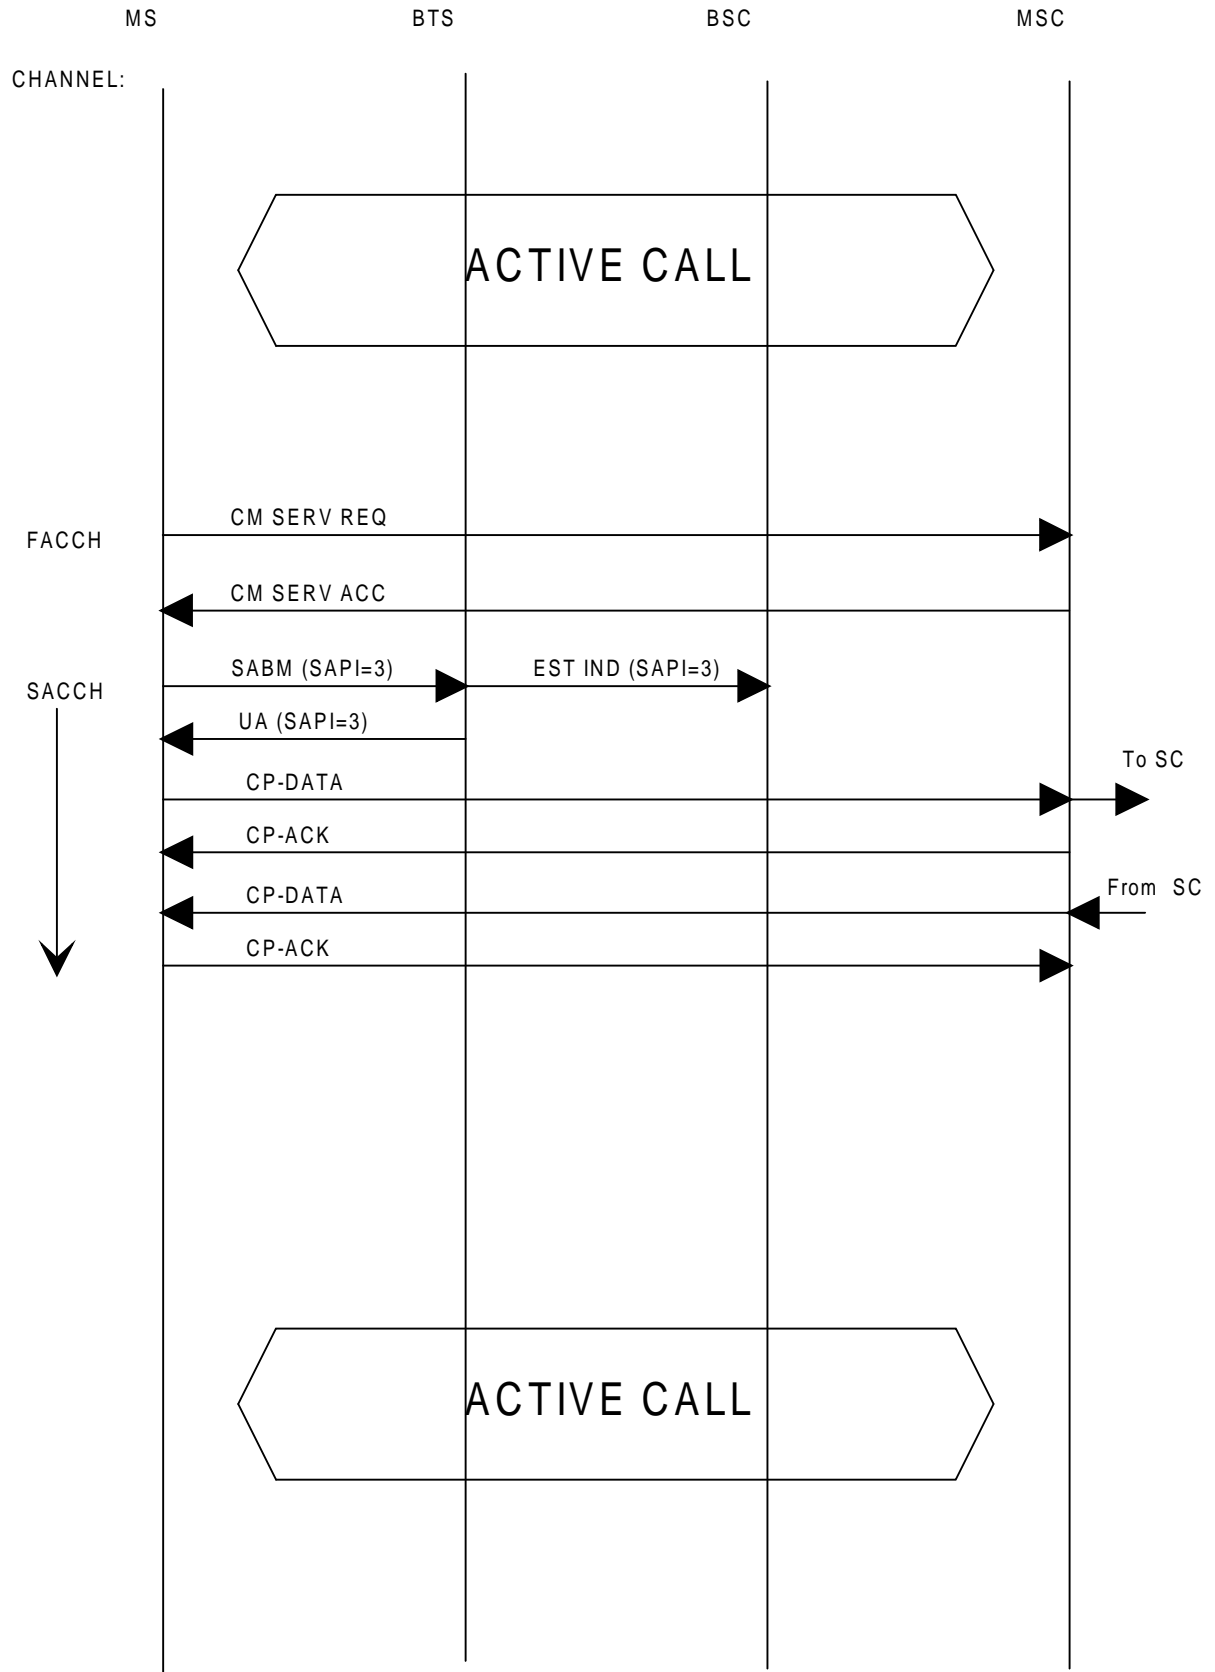 MS BTS BSC MSC
CHANNEL:
ACTIVE CALL
CM SERV REQ
FACCH
CM SERV ACC
SABM (SAPI=3) EST IND (SAPI=3)
SACCH
UA (SAPI=3)
To SC
CP-DATA
CP-ACK
From SC
CP-DATA
CP-ACK
ACTIVE CALL